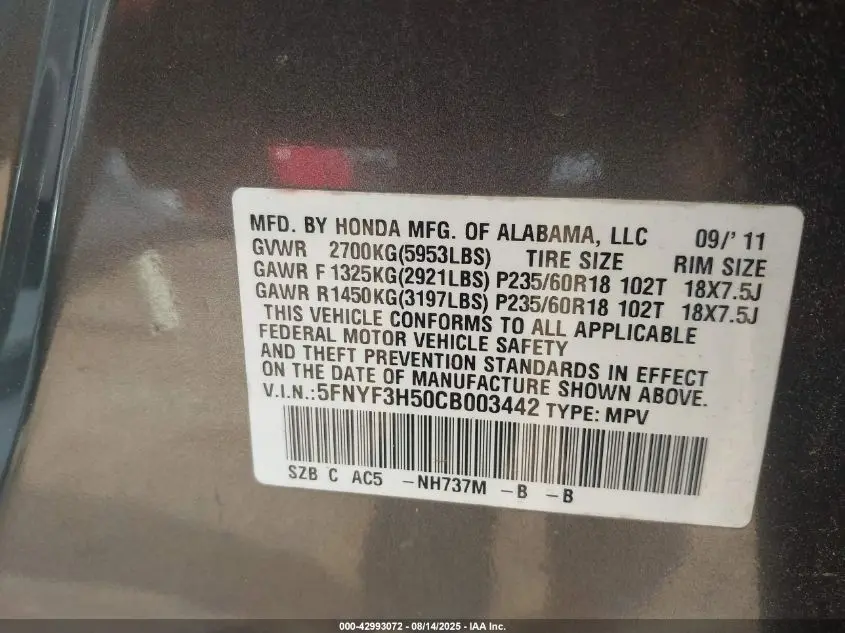 MFD. BY HONDA MFG. OF ALABAMA, LLC 09/' 11
GVWR 2700KG(5953LBS) TIRE SIZE RIM SIZE
GAWR F 1325KG(2921LBS) P235/60R18 102T 18X7.5J
GAWR R1450KG(3197LBS) P235/60R18 102T 18X7.5J
THIS VEHICLE CONFORMS TO ALL APPLICABLE
FEDERAL MOTOR VEHICLE SAFETY
AND THEFT PREVENTION STANDARDS IN EFFECT
ON THE DATE OF MANUFACTURE SHOWN ABOVE.
V.I.N.:5FNYF3H50CB003442 TYPE: MPV
SZB C AC5 -NH737M -B -B
000-42993072 - 08/14/2025 - IAA Inc.